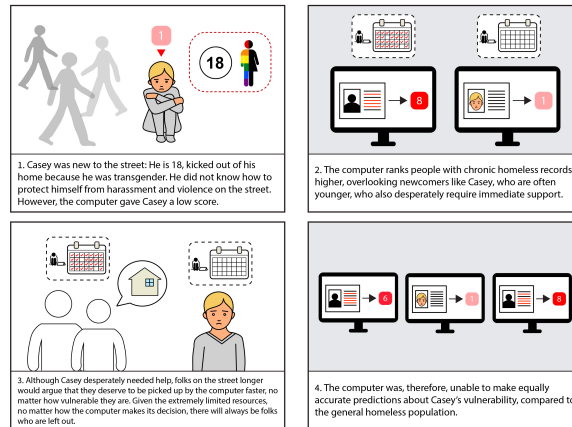 1
18
1. Casey was new to the street: He is 18, kicked out of his
home because he was transgender. He did not know how to
protect himself from harassment and violence on the street.
However, the computer gave Casey a low score.
8
1
2. The computer ranks people with chronic homeless records
higher, overlooking newcomers like Casey, who are often
younger, who also desperately require immediate support.
3. Although Casey desperately needed help, folks on the street longer
would argue that they deserve to be picked up by the computer faster, no
matter how vulnerable they are. Given the extremely limited resources,
no matter how the computer makes its decision, there will always be folks
who are left out.
6
1
8
4. The computer was, therefore, unable to make equally
accurate predictions about Casey's vulnerability, compared to
the general homeless population.